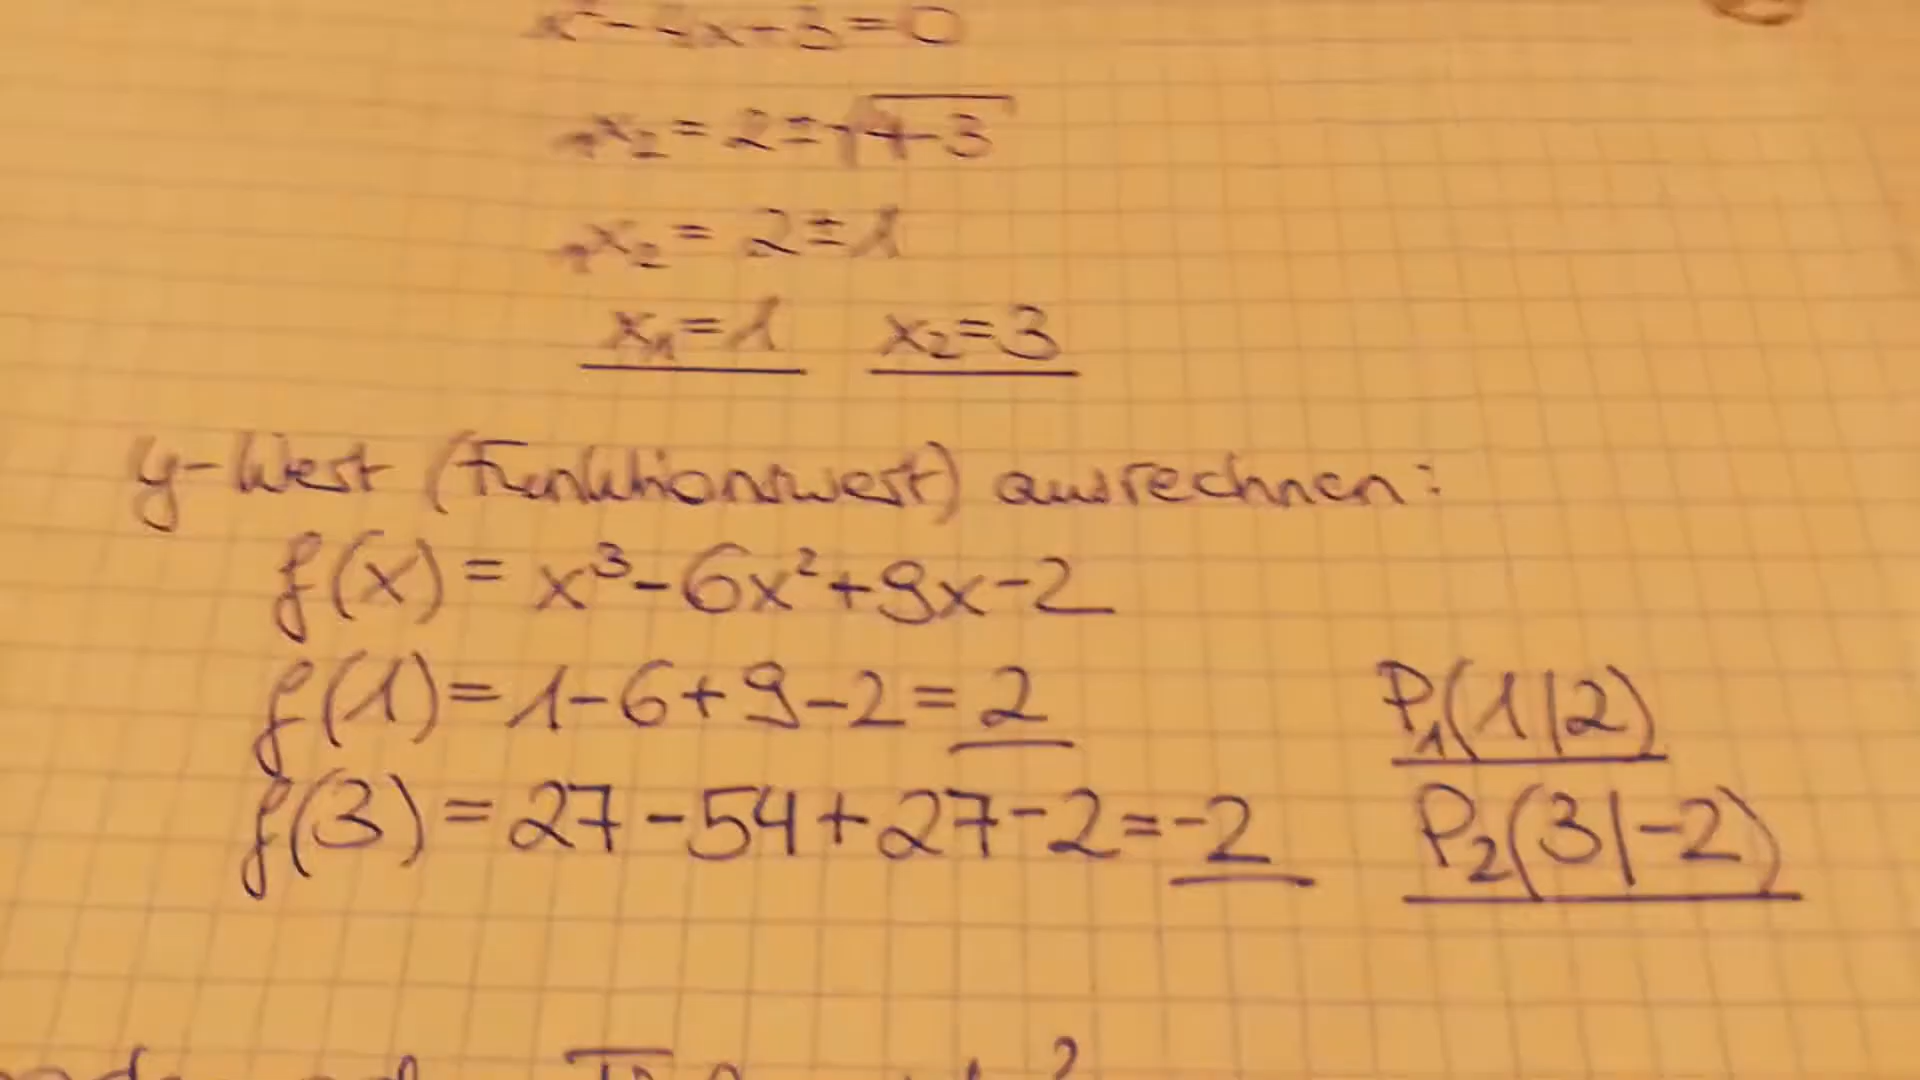 x²-4x+3=0
₁x₂ = 2±√4-3
₁x₂ = 2±1
x₁=1 x₂=3
y-Wert (Funktionswert) ausrechnen:
f(x) = x³-6x²+9x-2
f(1)=1-6+9-2=2 P₁(1|2)
f(3)=27-54+27-2=-2 P₂(3|-2)